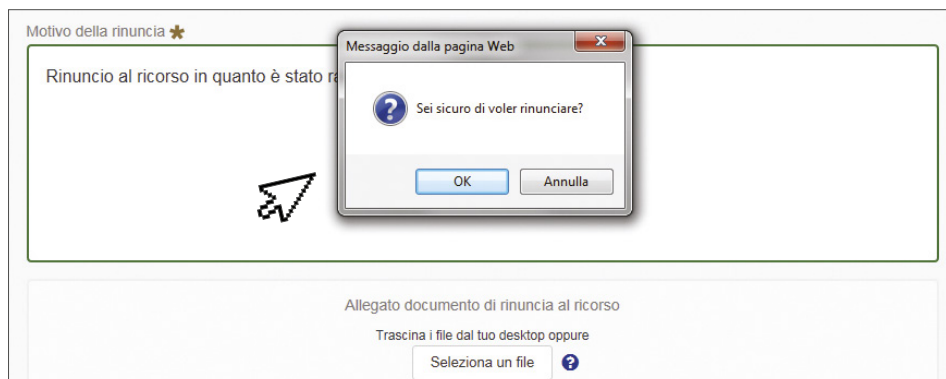 Motivo della rinuncia
Messaggio dalla pagina Web
Rinuncio al ricorso in quanto è stato
Sei sicuro di voler rinunciare?
OK
Annulla
Allegato documento di rinuncia al ricorso
Trascina i file dal tuo desktop oppure
Seleziona un file